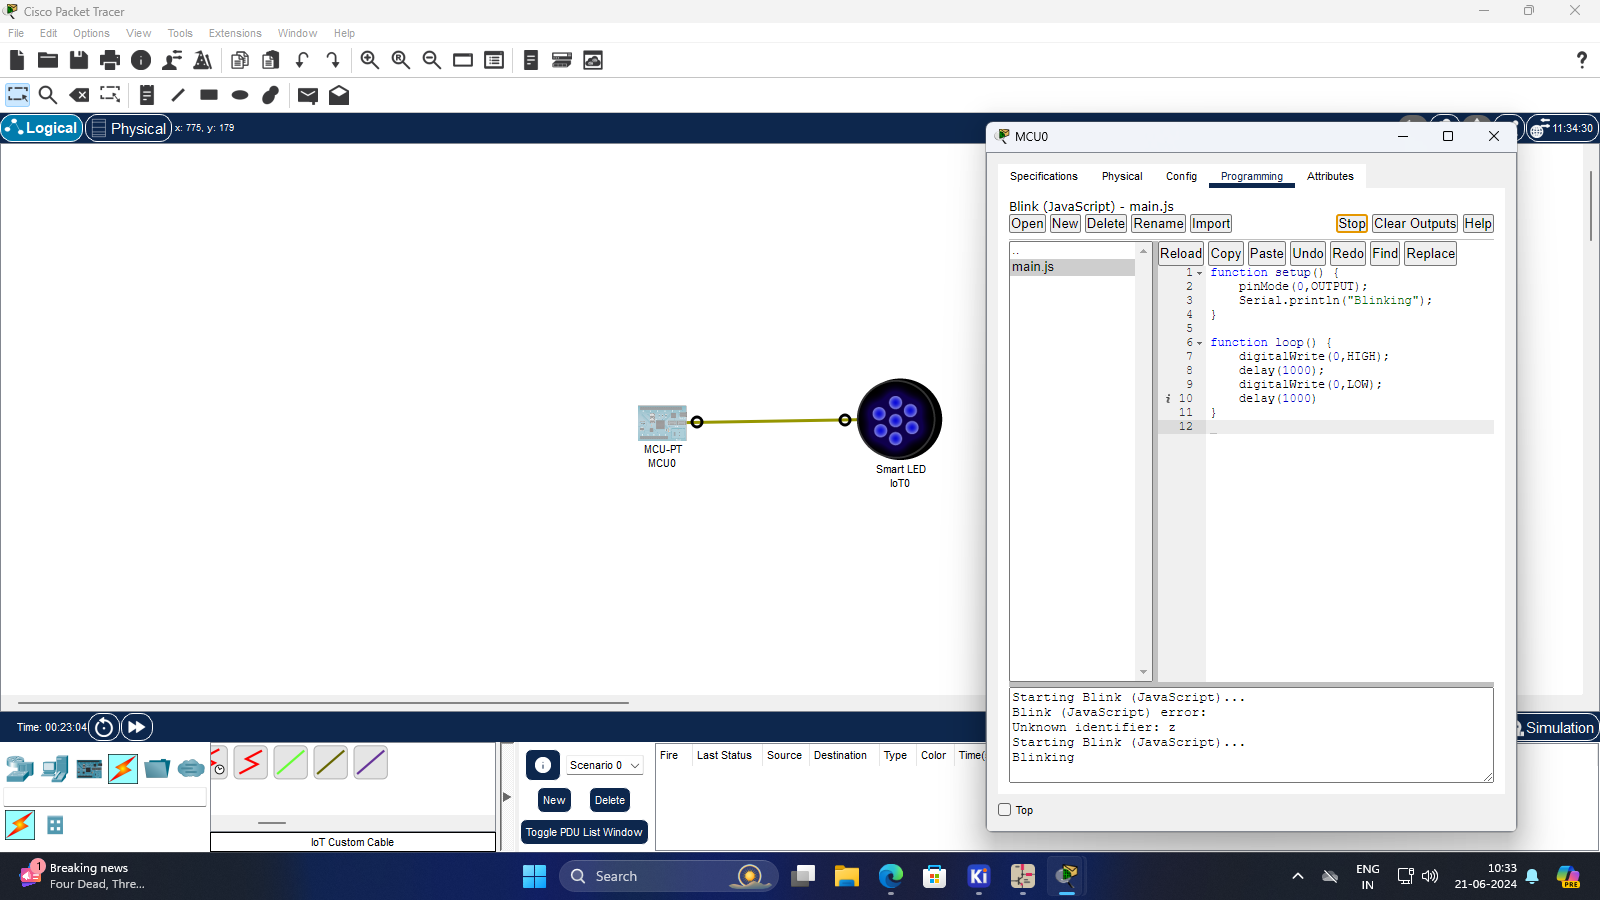 Cisco Packet Tracer
File Edit Options View Tools Extensions Window Help
?
Logical Physical x: 775, y: 179
11:34:30
MCU-PT
MCU0
Smart LED
IoT0
MCU0
Specifications Physical Config Programming Attributes
Blink (JavaScript) - main.js
Open New Delete Rename Import Stop Clear Outputs Help
..
main.js
Reload Copy Paste Undo Redo Find Replace
1 function setup() {
2 pinMode(0,OUTPUT);
3 Serial.println("Blinking");
4 }
5
6 function loop() {
7 digitalWrite(0,HIGH);
8 delay(1000);
9 digitalWrite(0,LOW);
i 10 delay(1000)
11 }
12
Starting Blink (JavaScript)...
Blink (JavaScript) error:
Unknown identifier: z
Starting Blink (JavaScript)...
Blinking
Top
Time: 00:23:04
Simulation
Scenario 0
New Delete
Toggle PDU List Window
Fire Last Status Source Destination Type Color Time(
IoT Custom Cable
1
Breaking news
Four Dead, Thre...
Search
Ki
PRE
ENG
IN
10:33
21-06-2024